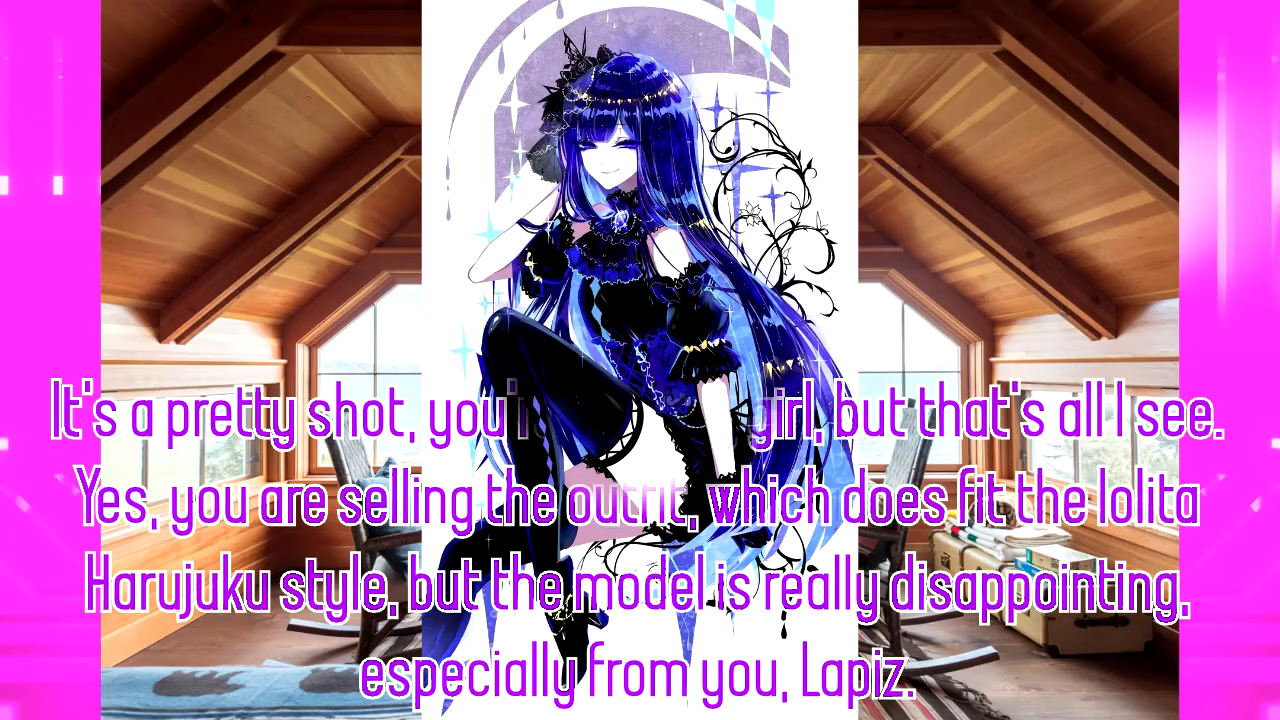 It's a pretty shot, you' girl, but that's all I see.
Yes, you are selling the outfit, which does fit the lolita
Harujuku style, but the model is really disappointing,
especially from you, Lapiz.